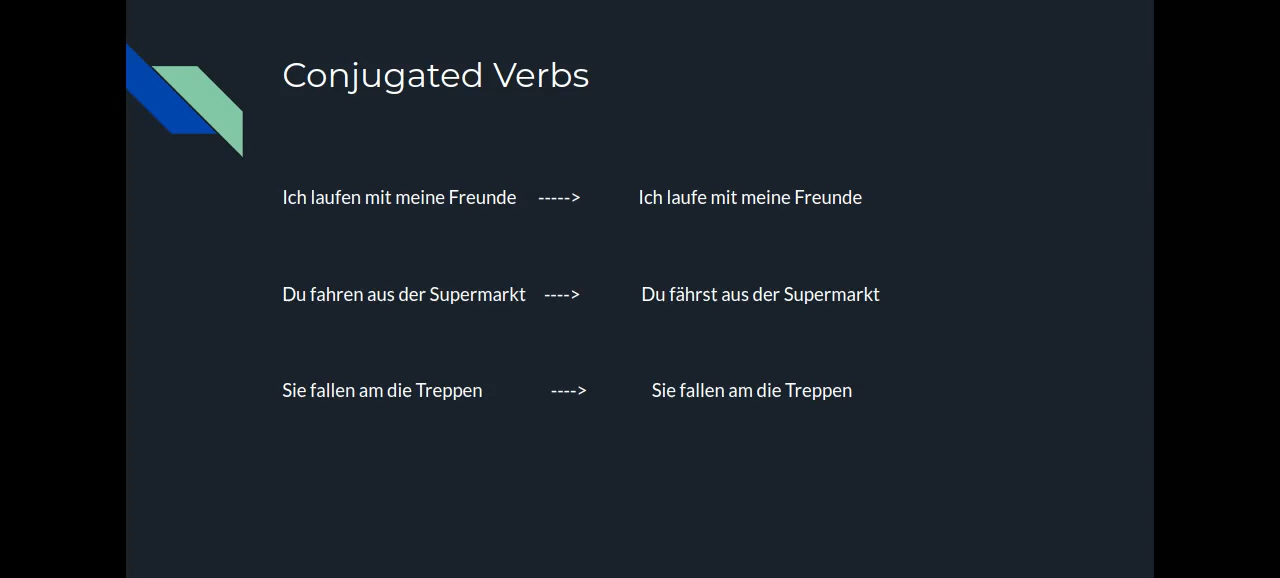 Conjugated Verbs
Ich laufen mit meine Freunde -----> Ich laufe mit meine Freunde
Du fahren aus der Supermarkt ----> Du fährst aus der Supermarkt
Sie fallen am die Treppen ----> Sie fallen am die Treppen